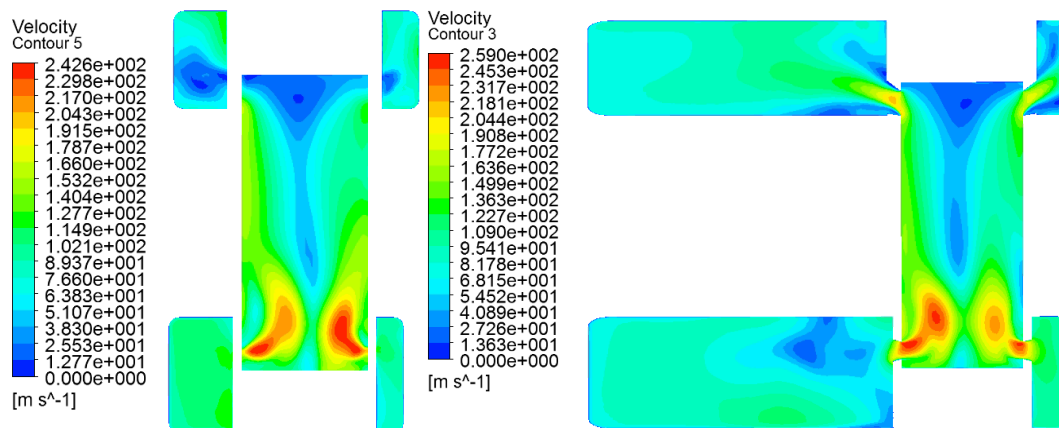 Velocity
Contour 5
2.426e+002
2.298e+002
2.170e+002
2.043e+002
1.915e+002
1.787e+002
1.660e+002
1.532e+002
1.404e+002
1.277e+002
1.149e+002
1.021e+002
8.937e+001
7.660e+001
6.383e+001
5.107e+001
3.830e+001
2.553e+001
1.277e+001
0.000e+000
[m s^-1]
Velocity
Contour 3
2.590e+002
2.453e+002
2.317e+002
2.181e+002
2.044e+002
1.908e+002
1.772e+002
1.636e+002
1.499e+002
1.363e+002
1.227e+002
1.090e+002
9.541e+001
8.178e+001
6.815e+001
5.452e+001
4.089e+001
2.726e+001
1.363e+001
0.000e+000
[m s^-1]